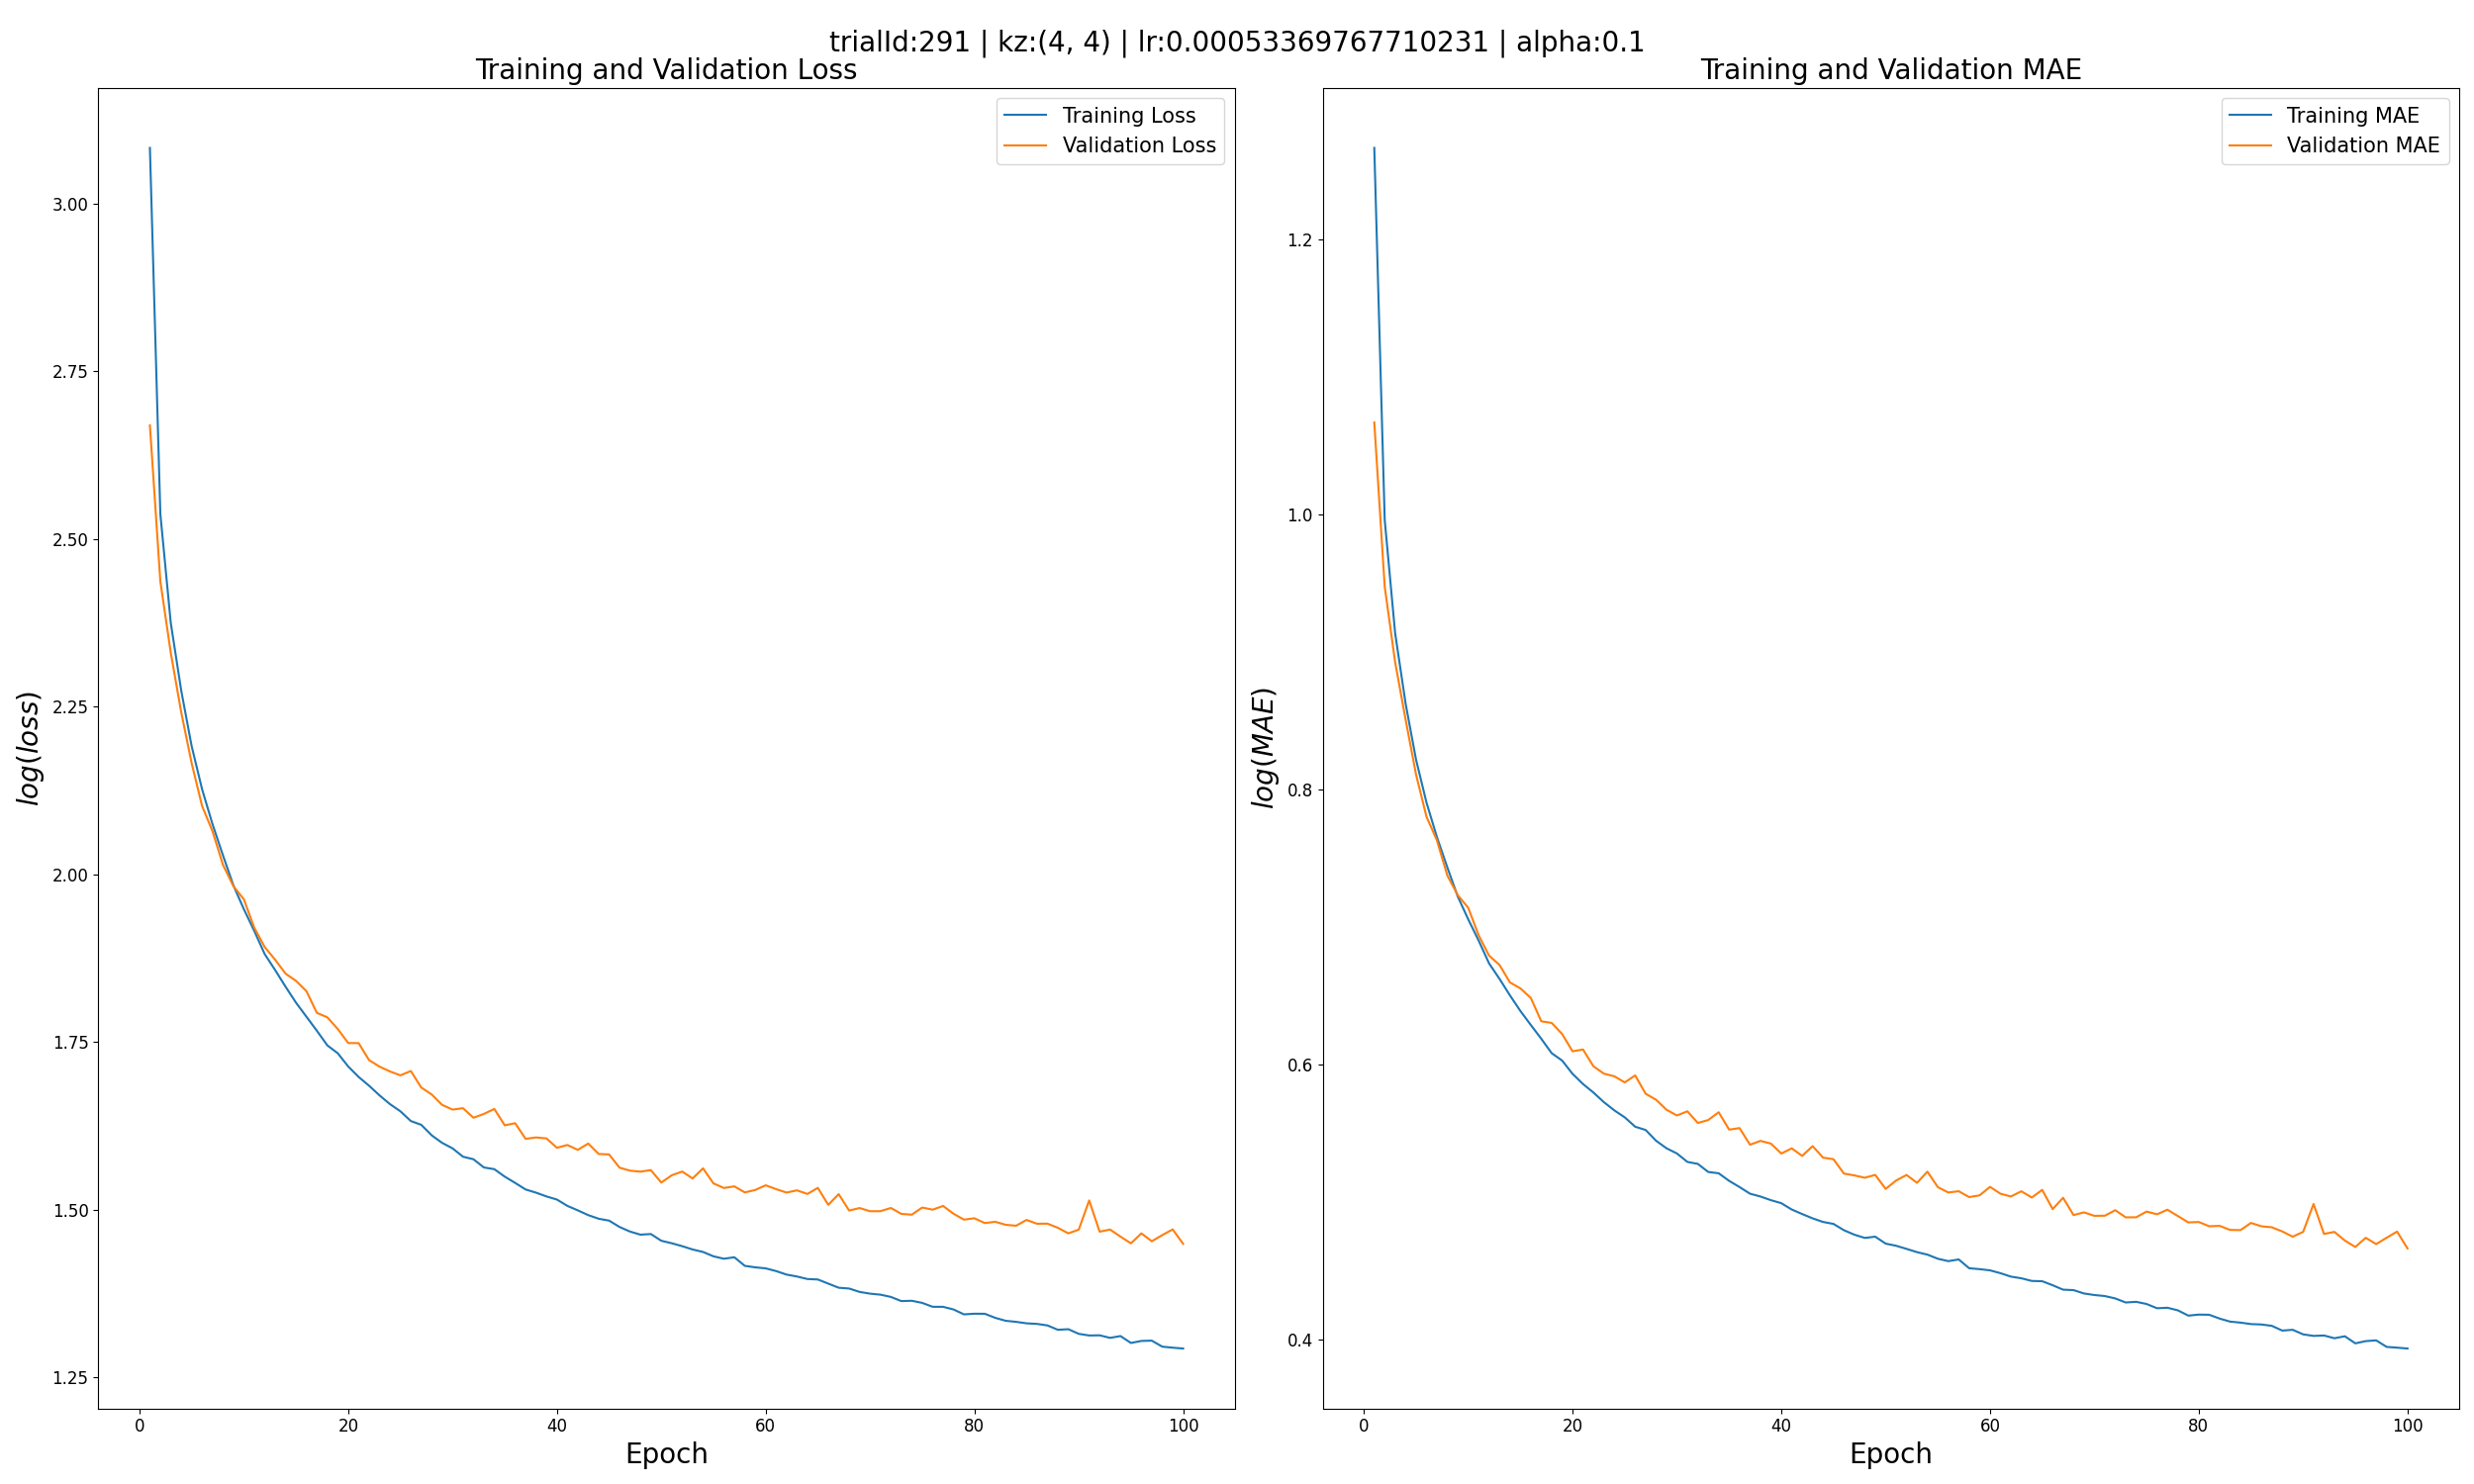 trialId:291 | kz:(4, 4) | lr:0.00053369767710231 | alpha:0.1
Training and Validation Loss
Training Loss
Validation Loss
3.00
2.75
2.50
2.25
2.00
1.75
1.50
1.25
log(loss)
0 20 40 60 80 100
Epoch
Training and Validation MAE
Training MAE
Validation MAE
1.2
1.0
0.8
0.6
0.4
log(MAE)
0 20 40 60 80 100
Epoch